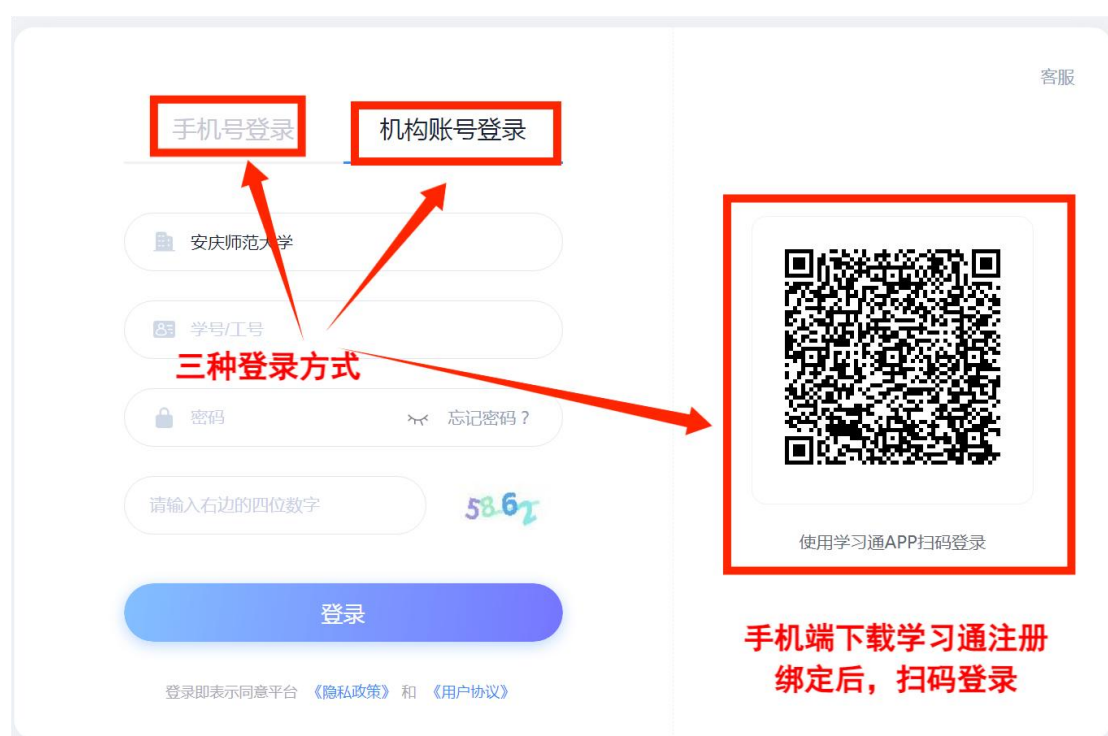 客服
手机号登录 机构账号登录
安庆师范大学
学号/工号
三种登录方式
密码 忘记密码？
请输入右边的四位数字 5862
登录
登录即表示同意平台 《隐私政策》 和 《用户协议》
使用学习通APP扫码登录
手机端下载学习通注册
绑定后，扫码登录